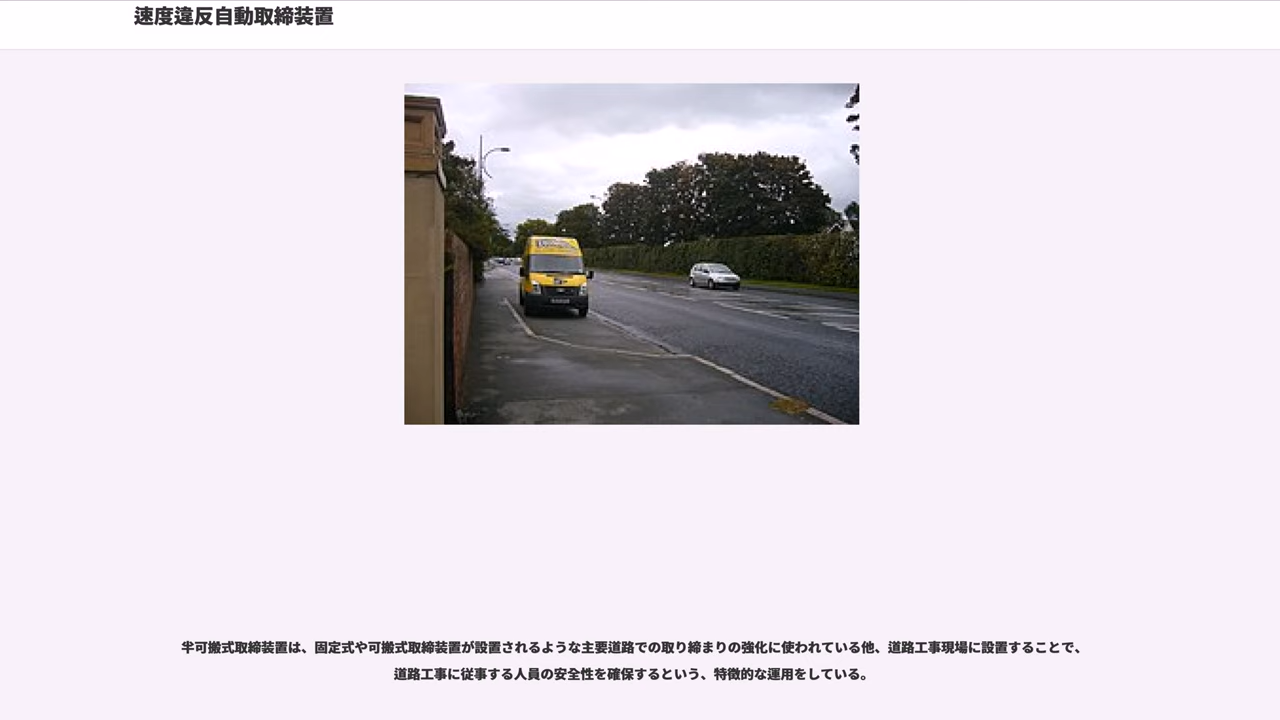 速度違反自動取締装置
半可搬式取締装置は、固定式や可搬式取締装置が設置されるような主要道路での取り締まりの強化に使われている他、道路工事現場に設置することで、
道路工事に従事する人員の安全性を確保するという、特徴的な運用をしている。